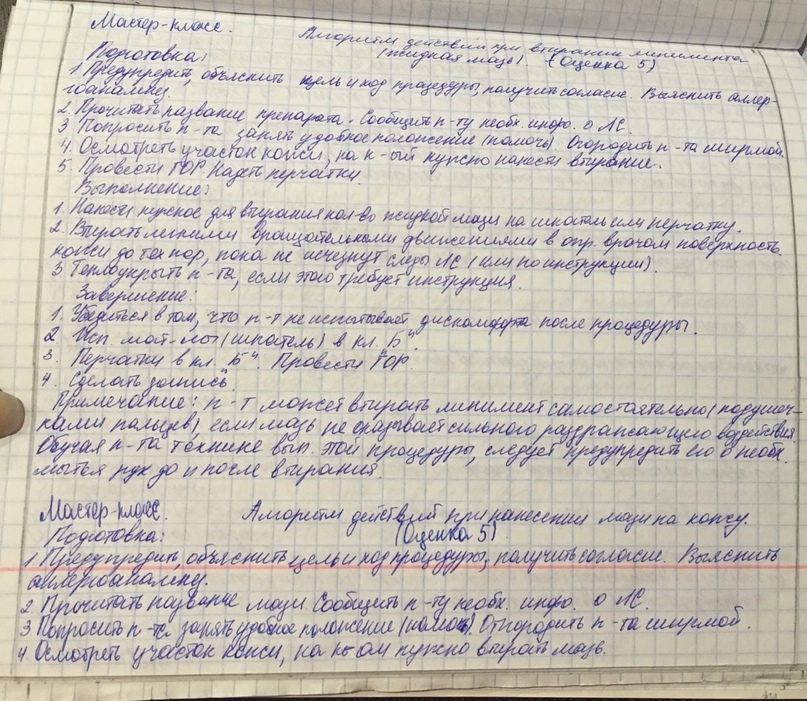 Мастер-класс. Алгоритм действий при втирании линимента
(жидкая мазь) (Оценка 5)
Подготовка:
1 Предупредить, объяснить цель и ход процедуры, получить согласие. Выяснить аллер-
гоанамнез.
2 Прочитать название препарата. Сообщить п-ту необх. инфо. о ЛС.
3 Попросить п-та занять удобное положение (помочь) Огородить п-та ширмой.
4. Осмотреть участок кожи, на к-ый нужно нанести втирание.
5. Провести ГОР Надеть перчатки.
Выполнение:
1. Нанести нужное для втирания кол-во жидкой мази на шпатель или перчатку.
2. Втирать легкими вращательными движениями в опр. врачом поверхность
кожи до тех пор, пока не исчезнут следы ЛС (или по инструкции).
3. Тепло укрыть п-та, если этого требует инструкция.
Завершение:
1. Убедиться в том, что п-т не испытывает дискомфорта после процедуры.
2. Исп. мат-лы (шпатель) в кл. "Б".
3. Перчатки в кл. "Б". Провести ГОР.
4. Сделать запись.
Примечание: п-т может втирать линимент самостоятельно (подушеч-
ками пальцев), если мазь не оказывает сильного раздражающего воздействия
Обучая п-та технике вып. этой процедуры, следует предупредить его о необх.
мытья рук до и после втирания.
Мастер-класс. Алгоритм действий при нанесении мази на кожу.
Подготовка: (Оценка 5)
1 Предупредить, объяснить цель и ход процедуры, получить согласие. Выяснить
аллергоанамнез.
2 Прочитать название мази Сообщить п-ту необх. инфо. о ЛС.
3 Попросить п-та занять удобное положение (помочь). Отгородить п-та ширмой.
4 Осмотреть участок кожи, на нужно втирать мазь.